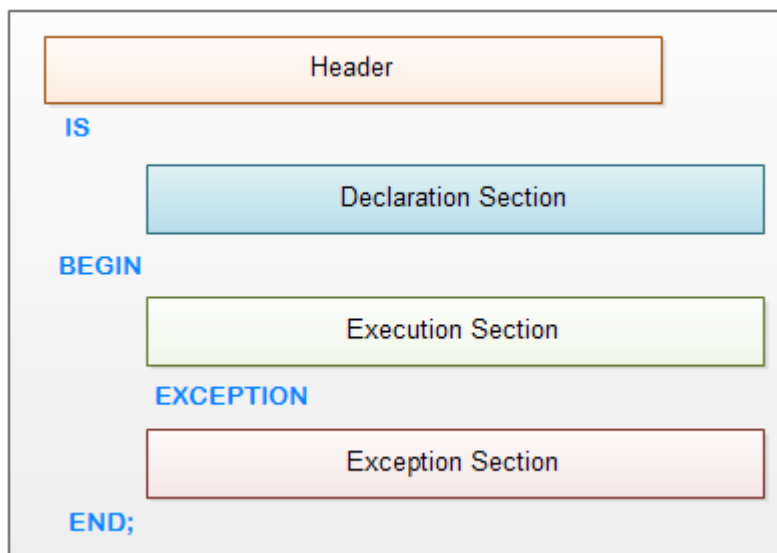 Header
IS
Declaration Section
BEGIN
Execution Section
EXCEPTION
Exception Section
END;